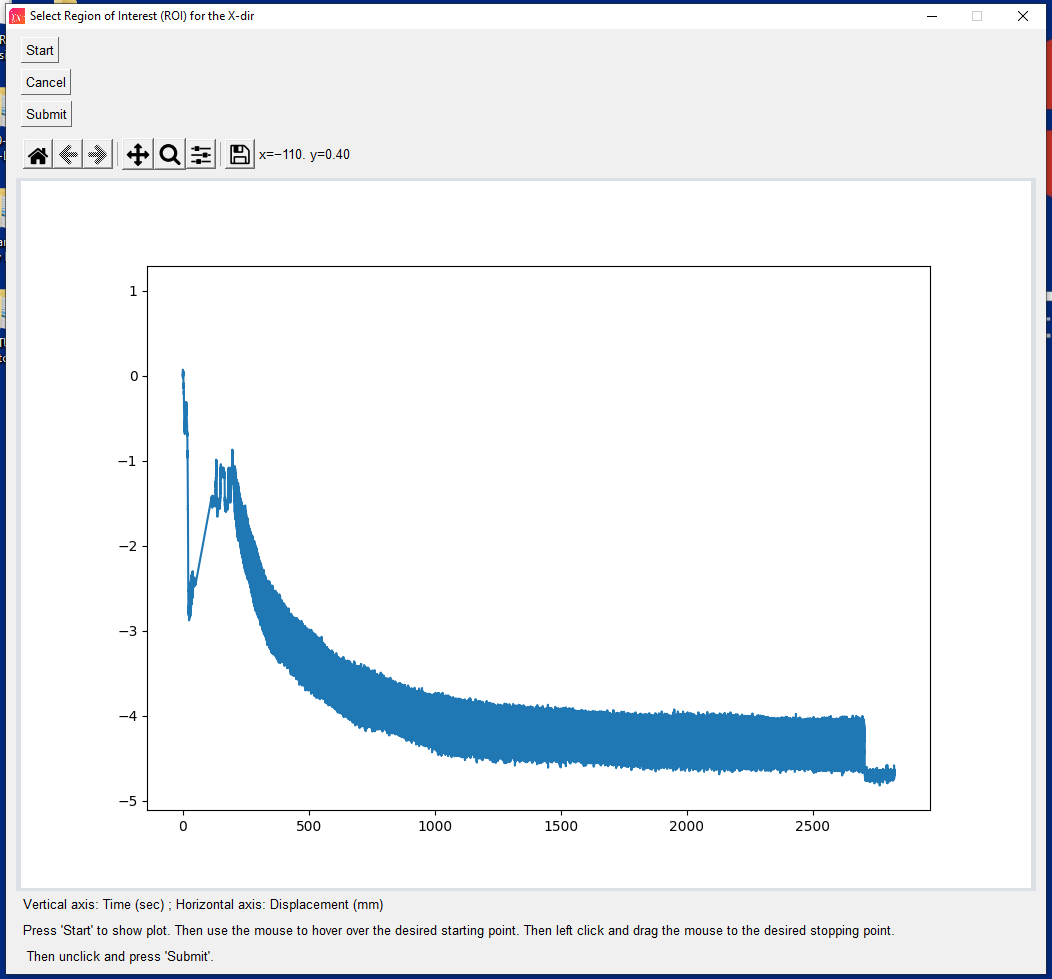 Select Region of Interest (ROI) for the X-dir
Start
Cancel
Submit
x=−110. y=0.40
1
0
−1
−2
−3
−4
−5
0 500 1000 1500 2000 2500
Vertical axis: Time (sec) ; Horizontal axis: Displacement (mm)
Press 'Start' to show plot. Then use the mouse to hover over the desired starting point. Then left click and drag the mouse to the desired stopping point.
Then unclick and press 'Submit'.